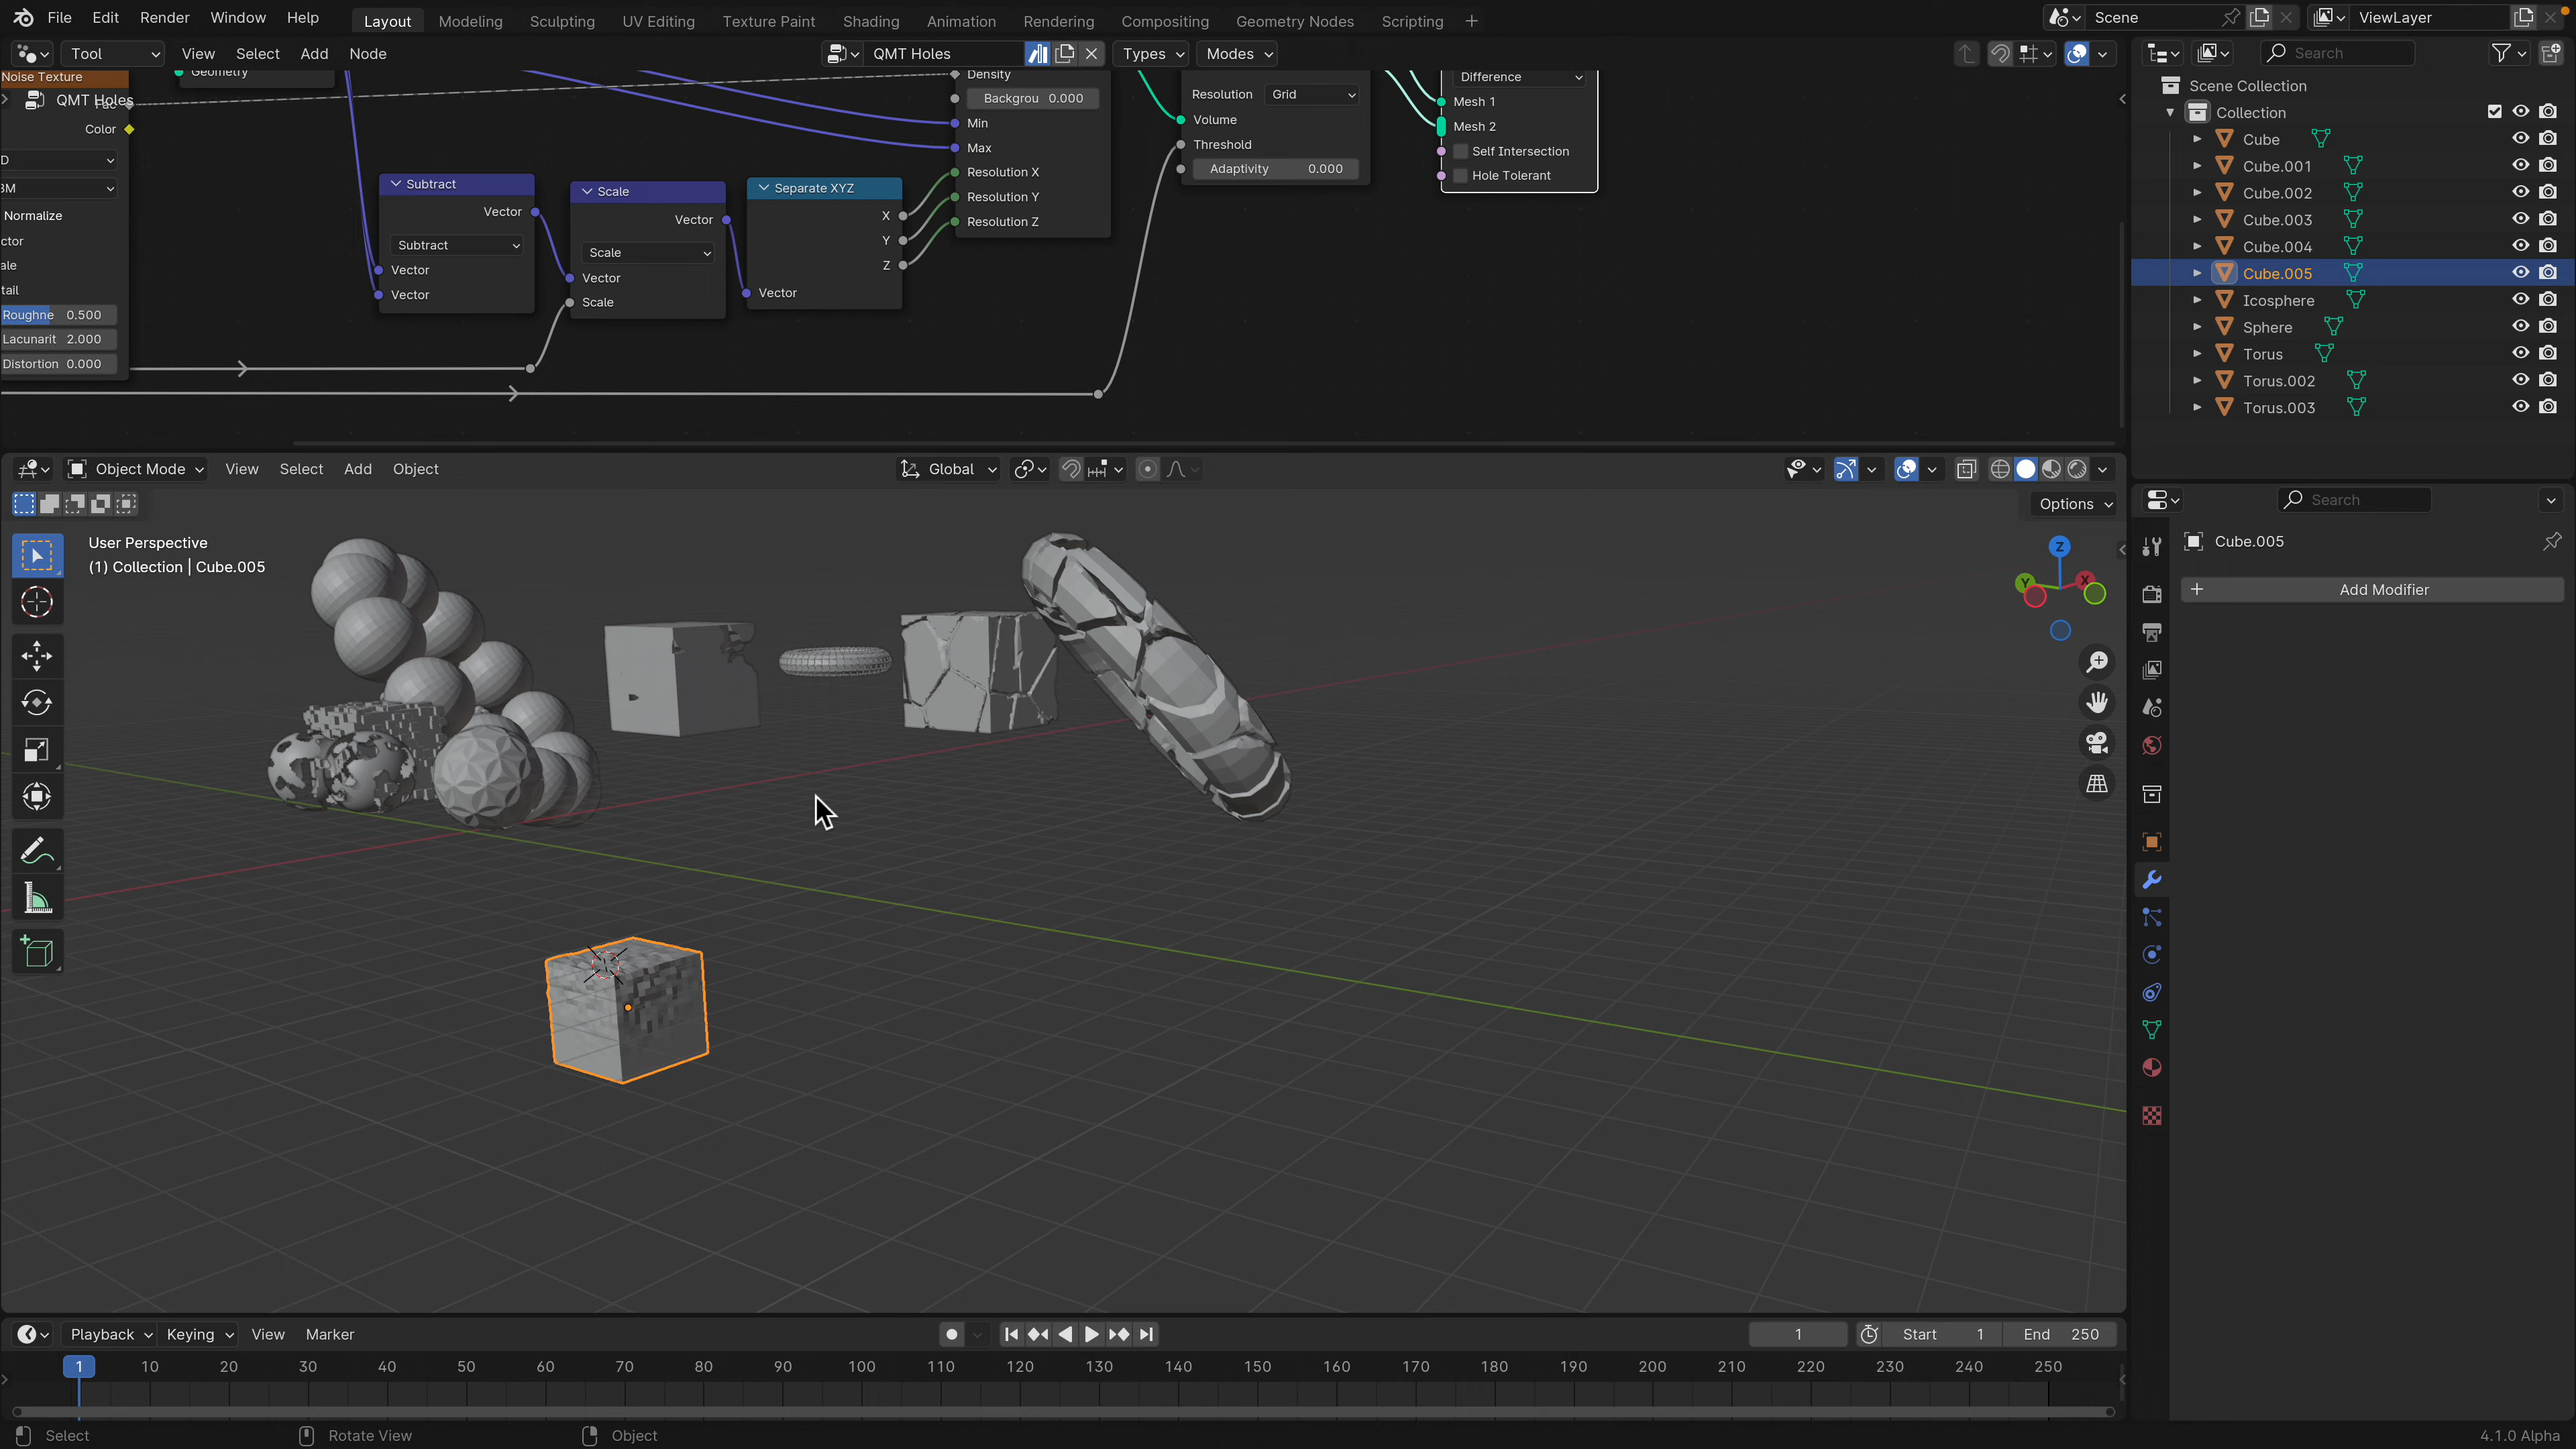 File Edit Render Window Help Layout Modeling Sculpting UV Editing Texture Paint Shading Animation Rendering Compositing Geometry Nodes Scripting Scene ViewLayer
Tool View Select Add Node QMT Holes Types Modes Search
Noise Texture
QMT Holes
Color
D
BM
Normalize
ctor
ale
tail
Roughne 0.500
Lacunarit 2.000
Distortion 0.000
Geometry
Subtract
Vector
Subtract
Vector
Vector
Scale
Vector
Scale
Vector
Scale
Separate XYZ
X
Y
Z
Vector
Density
Backgrou 0.000
Min
Max
Resolution X
Resolution Y
Resolution Z
Resolution Grid
Volume
Threshold
Adaptivity 0.000
Difference
Mesh 1
Mesh 2
Self Intersection
Hole Tolerant
Scene Collection
Collection
Cube
Cube.001
Cube.002
Cube.003
Cube.004
Cube.005
Icosphere
Sphere
Torus
Torus.002
Torus.003
Object Mode View Select Add Object Global
Options
User Perspective
(1) Collection | Cube.005
Z
Y
X
Search
Cube.005
Add Modifier
Playback Keying View Marker 1 Start 1 End 250
1 10 20 30 40 50 60 70 80 90 100 110 120 130 140 150 160 170 180 190 200 210 220 230 240 250
Select Rotate View Object 4.1.0 Alpha